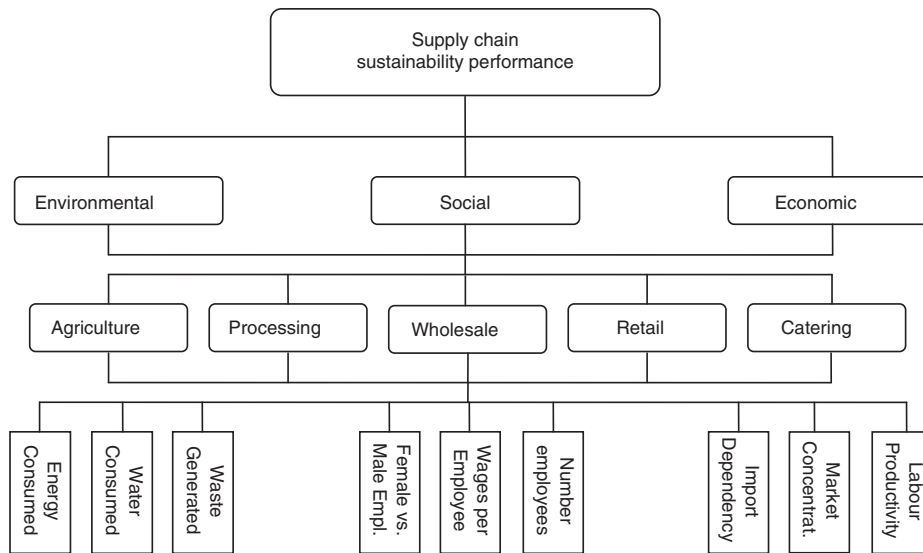 Supply chain
sustainability performance
Environmental
Social
Economic
Agriculture
Processing
Wholesale
Retail
Catering
Energy
Consumed
Water
Consumed
Waste
Generated
Female vs.
Male Empl.
Wages per
Employee
Number
employees
Import
Dependency
Market
Concentrat.
Labour
Productivity